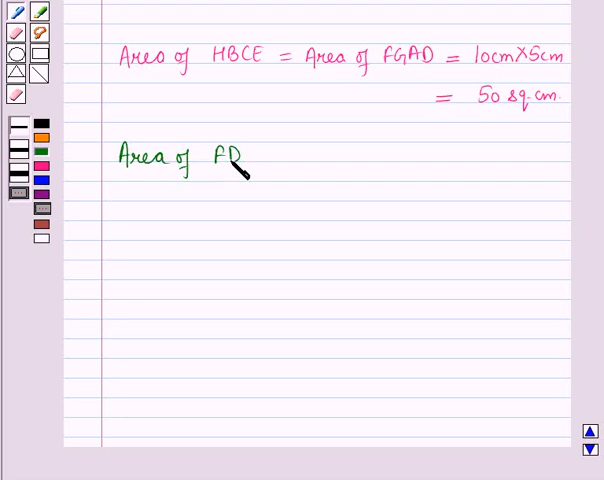 Area of HBCE = Area of FGAD = 10cm×5cm
= 50 sq.cm.
Area of FD